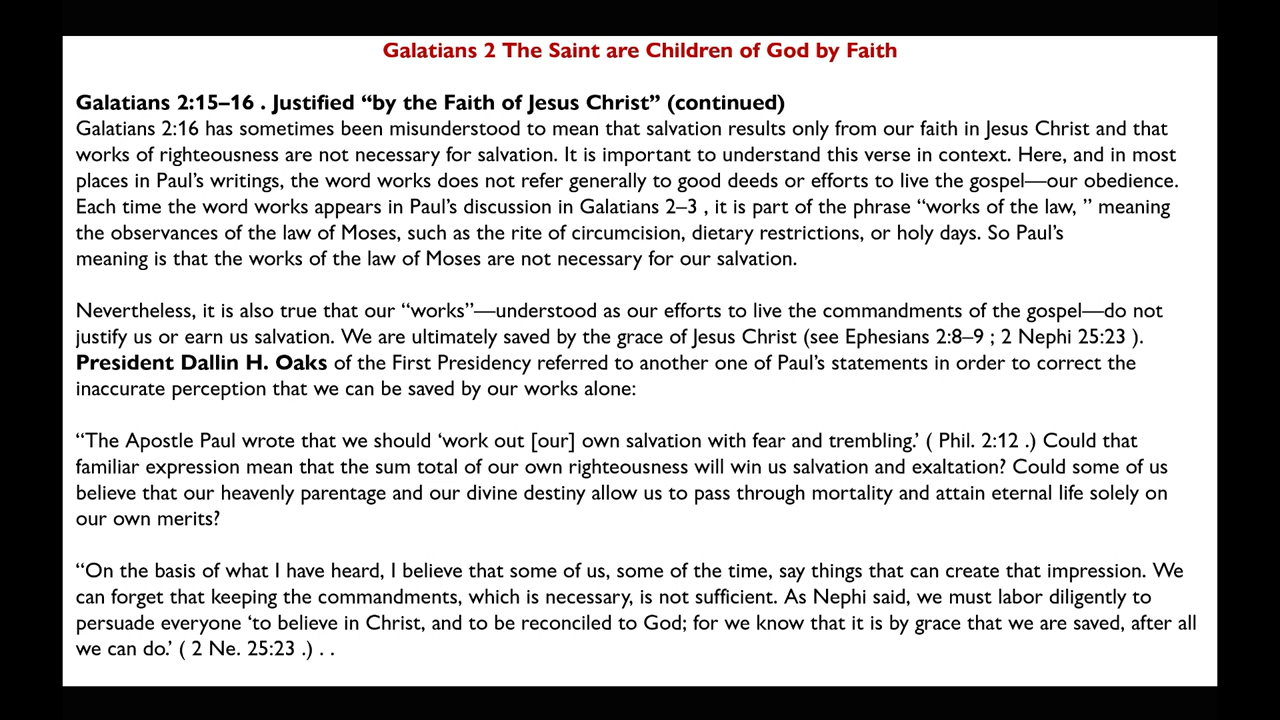 Galatians 2 The Saint are Children of God by Faith
Galatians 2:15–16 . Justified “by the Faith of Jesus Christ” (continued)
Galatians 2:16 has sometimes been misunderstood to mean that salvation results only from our faith in Jesus Christ and that
works of righteousness are not necessary for salvation. It is important to understand this verse in context. Here, and in most
places in Paul’s writings, the word works does not refer generally to good deeds or efforts to live the gospel—our obedience.
Each time the word works appears in Paul’s discussion in Galatians 2–3 , it is part of the phrase “works of the law, ” meaning
the observances of the law of Moses, such as the rite of circumcision, dietary restrictions, or holy days. So Paul’s
meaning is that the works of the law of Moses are not necessary for our salvation.
Nevertheless, it is also true that our “works”—understood as our efforts to live the commandments of the gospel—do not
justify us or earn us salvation. We are ultimately saved by the grace of Jesus Christ (see Ephesians 2:8–9 ; 2 Nephi 25:23 ).
President Dallin H. Oaks of the First Presidency referred to another one of Paul’s statements in order to correct the
inaccurate perception that we can be saved by our works alone:
“The Apostle Paul wrote that we should ‘work out [our] own salvation with fear and trembling.’ ( Phil. 2:12 .) Could that
familiar expression mean that the sum total of our own righteousness will win us salvation and exaltation? Could some of us
believe that our heavenly parentage and our divine destiny allow us to pass through mortality and attain eternal life solely on
our own merits?
“On the basis of what I have heard, I believe that some of us, some of the time, say things that can create that impression. We
can forget that keeping the commandments, which is necessary, is not sufficient. As Nephi said, we must labor diligently to
persuade everyone ‘to believe in Christ, and to be reconciled to God; for we know that it is by grace that we are saved, after all
we can do.’ ( 2 Ne. 25:23 .) . .